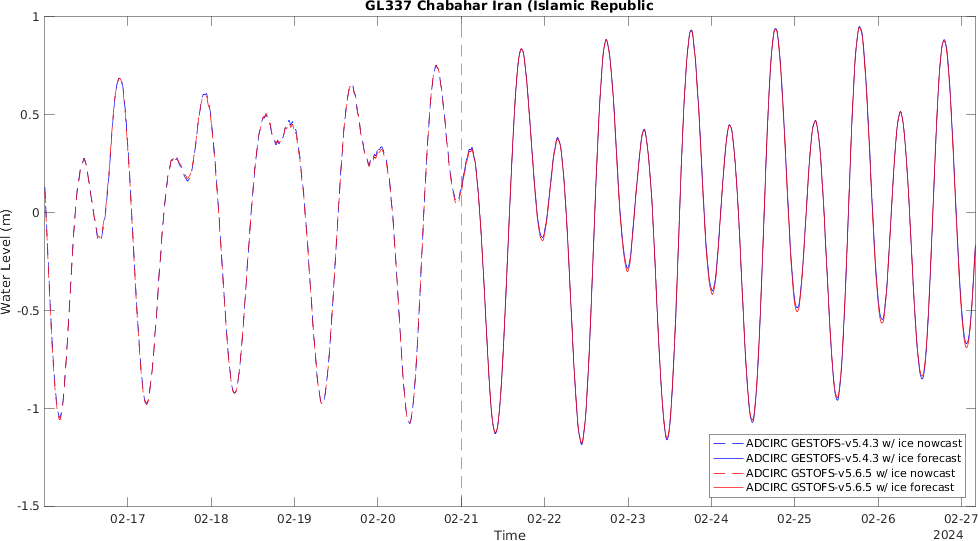 GL337 Chabahar Iran (Islamic Republic
1
0.5
0
-0.5
-1
-1.5
Water Level (m)
02-17
02-18
02-19
02-20
02-21
02-22
02-23
02-24
02-25
02-26
02-27
Time
2024
ADCIRC GESTOFS-v5.4.3 w/ ice nowcast
ADCIRC GESTOFS-v5.4.3 w/ ice forecast
ADCIRC GSTOFS-v5.6.5 w/ ice nowcast
ADCIRC GSTOFS-v5.6.5 w/ ice forecast